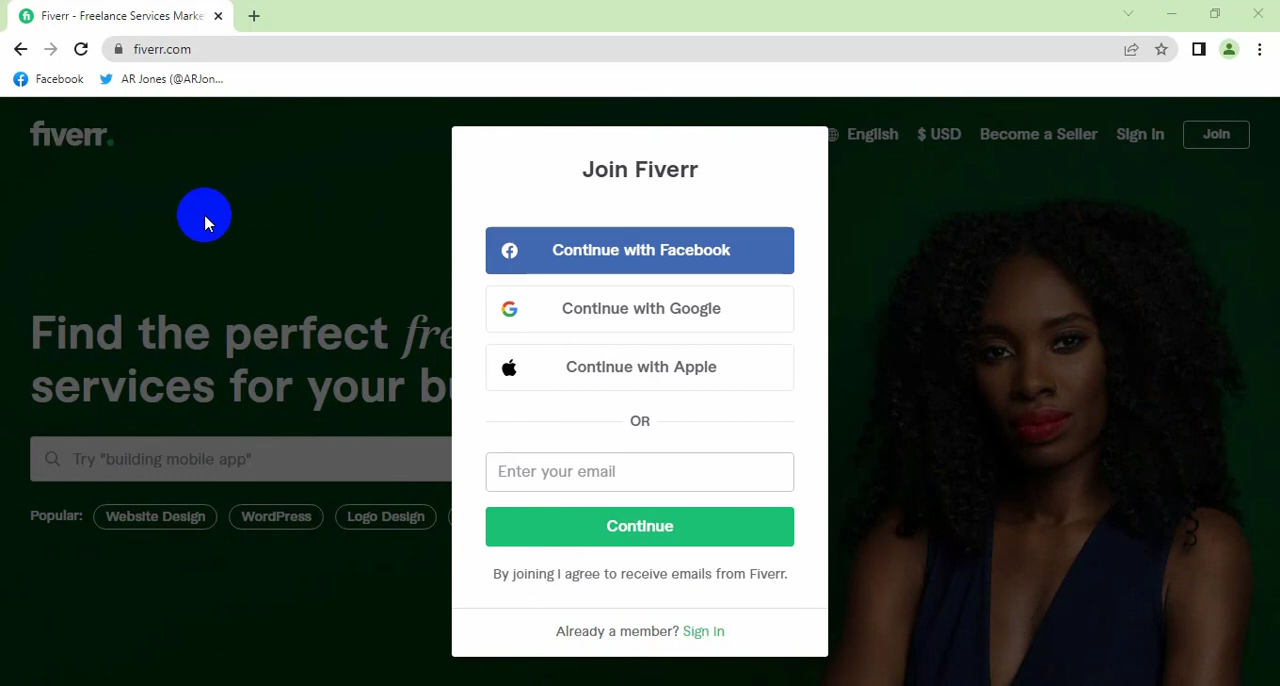 Fiverr - Freelance Services Marke
fiverr.com
Facebook
AR Jones (@ARJon...
fiverr.
English
$ USD
Become a Seller
Sign In
Join
Find the perfect fre
services for your bu
Try "building mobile app"
Popular:
Website Design
WordPress
Logo Design
Join Fiverr
Continue with Facebook
Continue with Google
Continue with Apple
OR
Enter your email
Continue
By joining I agree to receive emails from Fiverr.
Already a member? Sign In